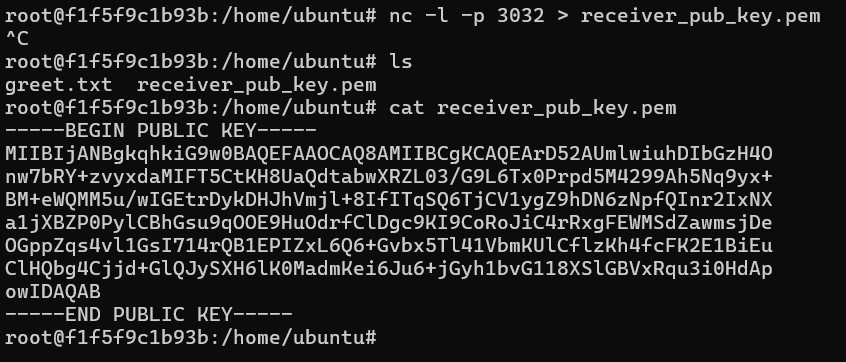 root@f1f5f9c1b93b:/home/ubuntu# nc -l -p 3032 > receiver_pub_key.pem
^C
root@f1f5f9c1b93b:/home/ubuntu# ls
greet.txt  receiver_pub_key.pem
root@f1f5f9c1b93b:/home/ubuntu# cat receiver_pub_key.pem
-----BEGIN PUBLIC KEY-----
MIIBIjANBgkqhkiG9w0BAQEFAAOCAQ8AMIIBCgKCAQEArD52AUmlwiuhDIbGzH4O
nw7bRY+zvyxdaMIFT5CtKH8UaQdtabwXRZL03/G9L6Tx0Prpd5M4299Ah5Nq9yx+
BM+eWQMM5u/wIGEtrDykDHJhVmjl+8IfITqSQ6TjCV1ygZ9hDN6zNpfQInr2IxNX
a1jXBZP0PylCBhGsu9qOOE9HuOdrfClDgc9KI9CoRoJiC4rRxgFEWMSdZawmsjDe
OGppZqs4vl1GsI714rQB1EPIZxL6Q6+Gvbx5Tl41VbmKUlCflzKh4fcFK2E1BiEu
ClHQbg4Cjjd+GlQJySXH6lK0MadmKei6Ju6+jGyh1bvG118XSlGBVxRqu3i0HdAp
owIDAQAB
-----END PUBLIC KEY-----
root@f1f5f9c1b93b:/home/ubuntu#